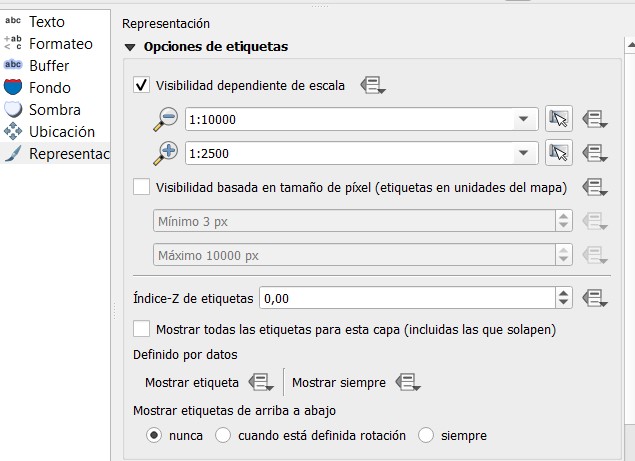 abc Texto
+ab < c Formateo
abc Buffer
Fondo
Sombra
Ubicación
Representac
Representación
Opciones de etiquetas
Visibilidad dependiente de escala
1:10000
1:2500
Visibilidad basada en tamaño de píxel (etiquetas en unidades del mapa)
Mínimo 3 px
Máximo 10000 px
Índice-Z de etiquetas 0,00
Mostrar todas las etiquetas para esta capa (incluidas las que solapen)
Definido por datos
Mostrar etiqueta Mostrar siempre
Mostrar etiquetas de arriba a abajo
nunca cuando está definida rotación siempre